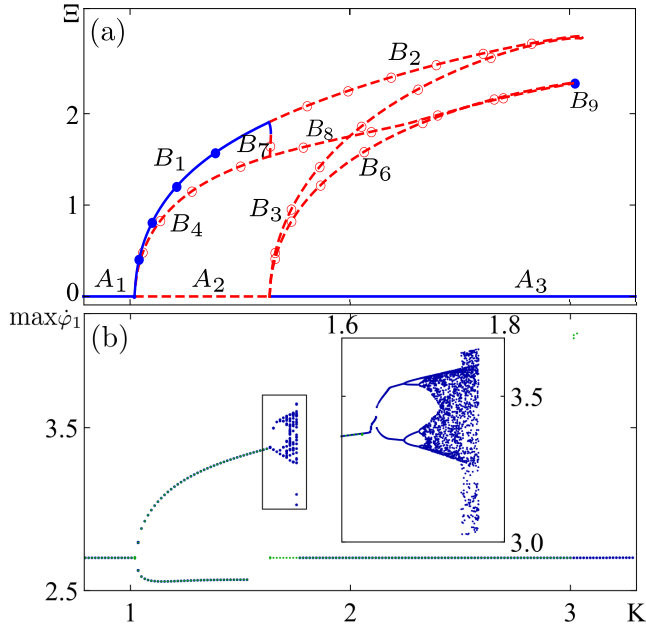 Ξ
(a)
2
B₂
B₉
B₁
B₇
B₈
B₆
1
B₄
B₃
A₁
A₂
A₃
0
maxφ̇₁
1.6
1.8
(b)
3.5
3.5
3.0
2.5
1
2
3
K